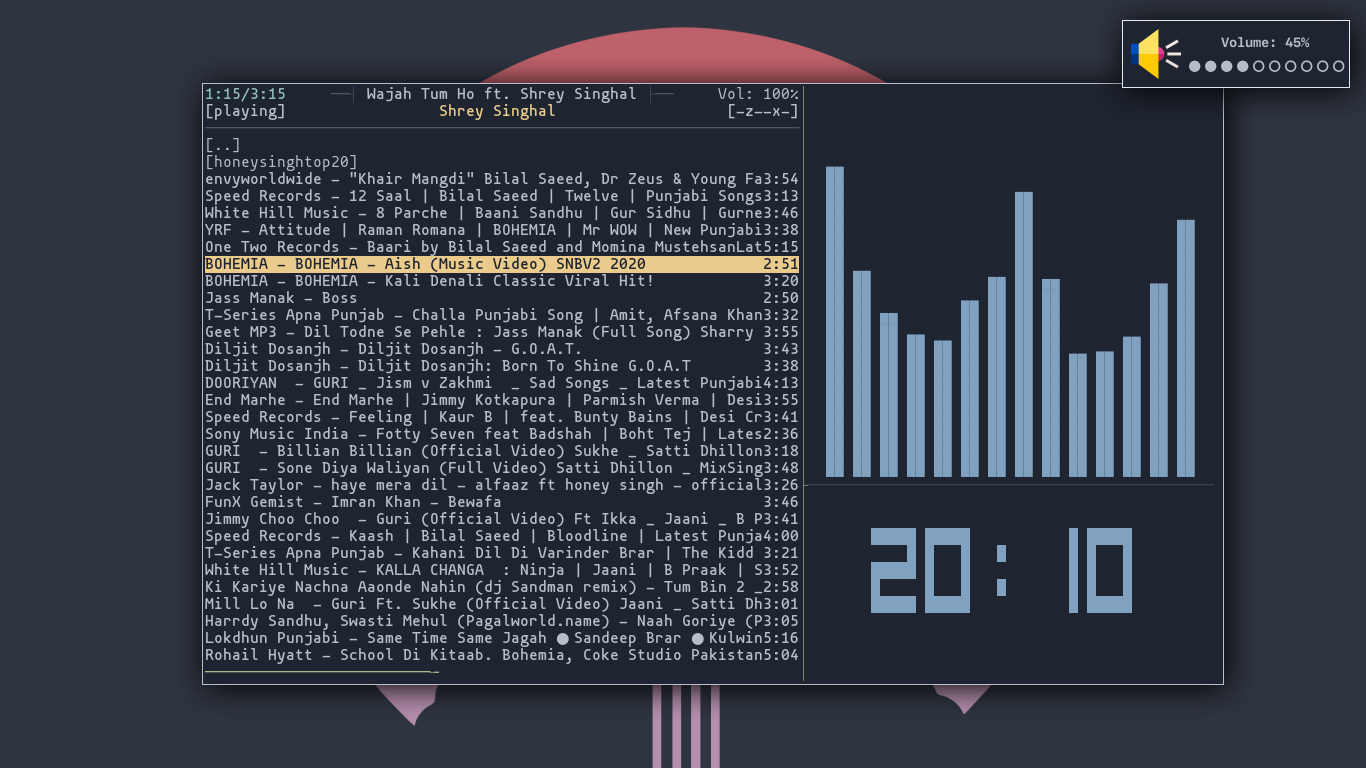 Volume: 45%
1:15/3:15 Wajah Tum Ho ft. Shrey Singhal Vol: 100%
[playing] Shrey Singhal [-z--x-]
[..]
[honeysinghtop20]
envyworldwide - "Khair Mangdi" Bilal Saeed, Dr Zeus & Young Fa3:54
Speed Records - 12 Saal | Bilal Saeed | Twelve | Punjabi Songs3:13
White Hill Music - 8 Parche | Baani Sandhu | Gur Sidhu | Gurne3:46
YRF - Attitude | Raman Romana | BOHEMIA | Mr WOW | New Punjabi3:38
One Two Records - Baari by Bilal Saeed and Momina MustehsanLat5:15
BOHEMIA - BOHEMIA - Aish (Music Video) SNBV2 2020 2:51
BOHEMIA - BOHEMIA - Kali Denali Classic Viral Hit! 3:20
Jass Manak - Boss 2:50
T-Series Apna Punjab - Challa Punjabi Song | Amit, Afsana Khan3:32
Geet MP3 - Dil Todne Se Pehle : Jass Manak (Full Song) Sharry 3:55
Diljit Dosanjh - Diljit Dosanjh - G.O.A.T. 3:43
Diljit Dosanjh - Diljit Dosanjh: Born To Shine G.O.A.T 3:38
DOORIYAN  - GURI _ Jism v Zakhmi  _ Sad Songs _ Latest Punjabi4:13
End Marhe - End Marhe | Jimmy Kotkapura | Parmish Verma | Desi3:55
Speed Records - Feeling | Kaur B | feat. Bunty Bains | Desi Cr3:41
Sony Music India - Fotty Seven feat Badshah | Boht Tej | Lates2:36
GURI  - Billian Billian (Official Video) Sukhe _ Satti Dhillon3:18
GURI  - Sone Diya Waliyan (Full Video) Satti Dhillon _ MixSing3:48
Jack Taylor - haye mera dil - alfaaz ft honey singh - official3:26
FunX Gemist - Imran Khan - Bewafa 3:46
Jimmy Choo Choo  - Guri (Official Video) Ft Ikka _ Jaani _ B P3:41
Speed Records - Kaash | Bilal Saeed | Bloodline | Latest Punja4:00
T-Series Apna Punjab - Kahani Dil Di Varinder Brar | The Kidd 3:21
White Hill Music - KALLA CHANGA  : Ninja | Jaani | B Praak | S3:52
Ki Kariye Nachna Aaonde Nahin (dj Sandman remix) - Tum Bin 2 _2:58
Mill Lo Na  - Guri Ft. Sukhe (Official Video) Jaani _ Satti Dh3:01
Harrdy Sandhu, Swasti Mehul (Pagalworld.name) - Naah Goriye (P3:05
Lokdhun Punjabi - Same Time Same Jagah ● Sandeep Brar ● Kulwin5:16
Rohail Hyatt - School Di Kitaab. Bohemia, Coke Studio Pakistan5:04
20:10